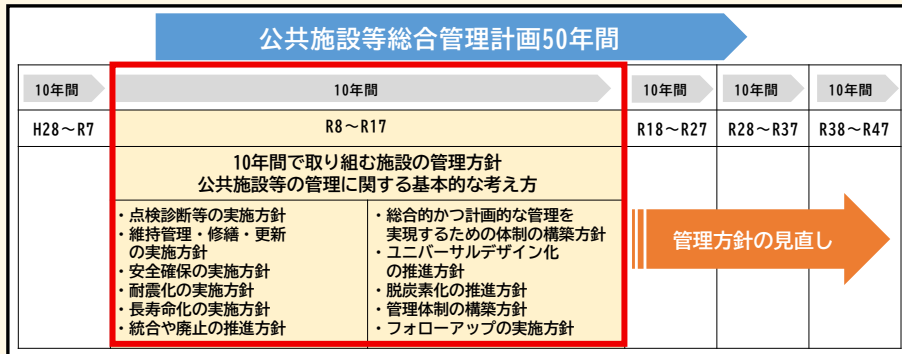 公共施設等総合管理計画50年間
10年間
10年間
10年間
10年間
10年間
H28～R7
R8～R17
R18～R27
R28～R37
R38～R47
10年間で取り組む施設の管理方針
公共施設等の管理に関する基本的な考え方
・点検診断等の実施方針
・維持管理・修繕・更新
の実施方針
・安全確保の実施方針
・耐震化の実施方針
・長寿命化の実施方針
・統合や廃止の推進方針
・総合的かつ計画的な管理を
実現するための体制の構築方針
・ユニバーサルデザイン化
の推進方針
・脱炭素化の推進方針
・管理体制の構築方針
・フォローアップの実施方針
管理方針の見直し